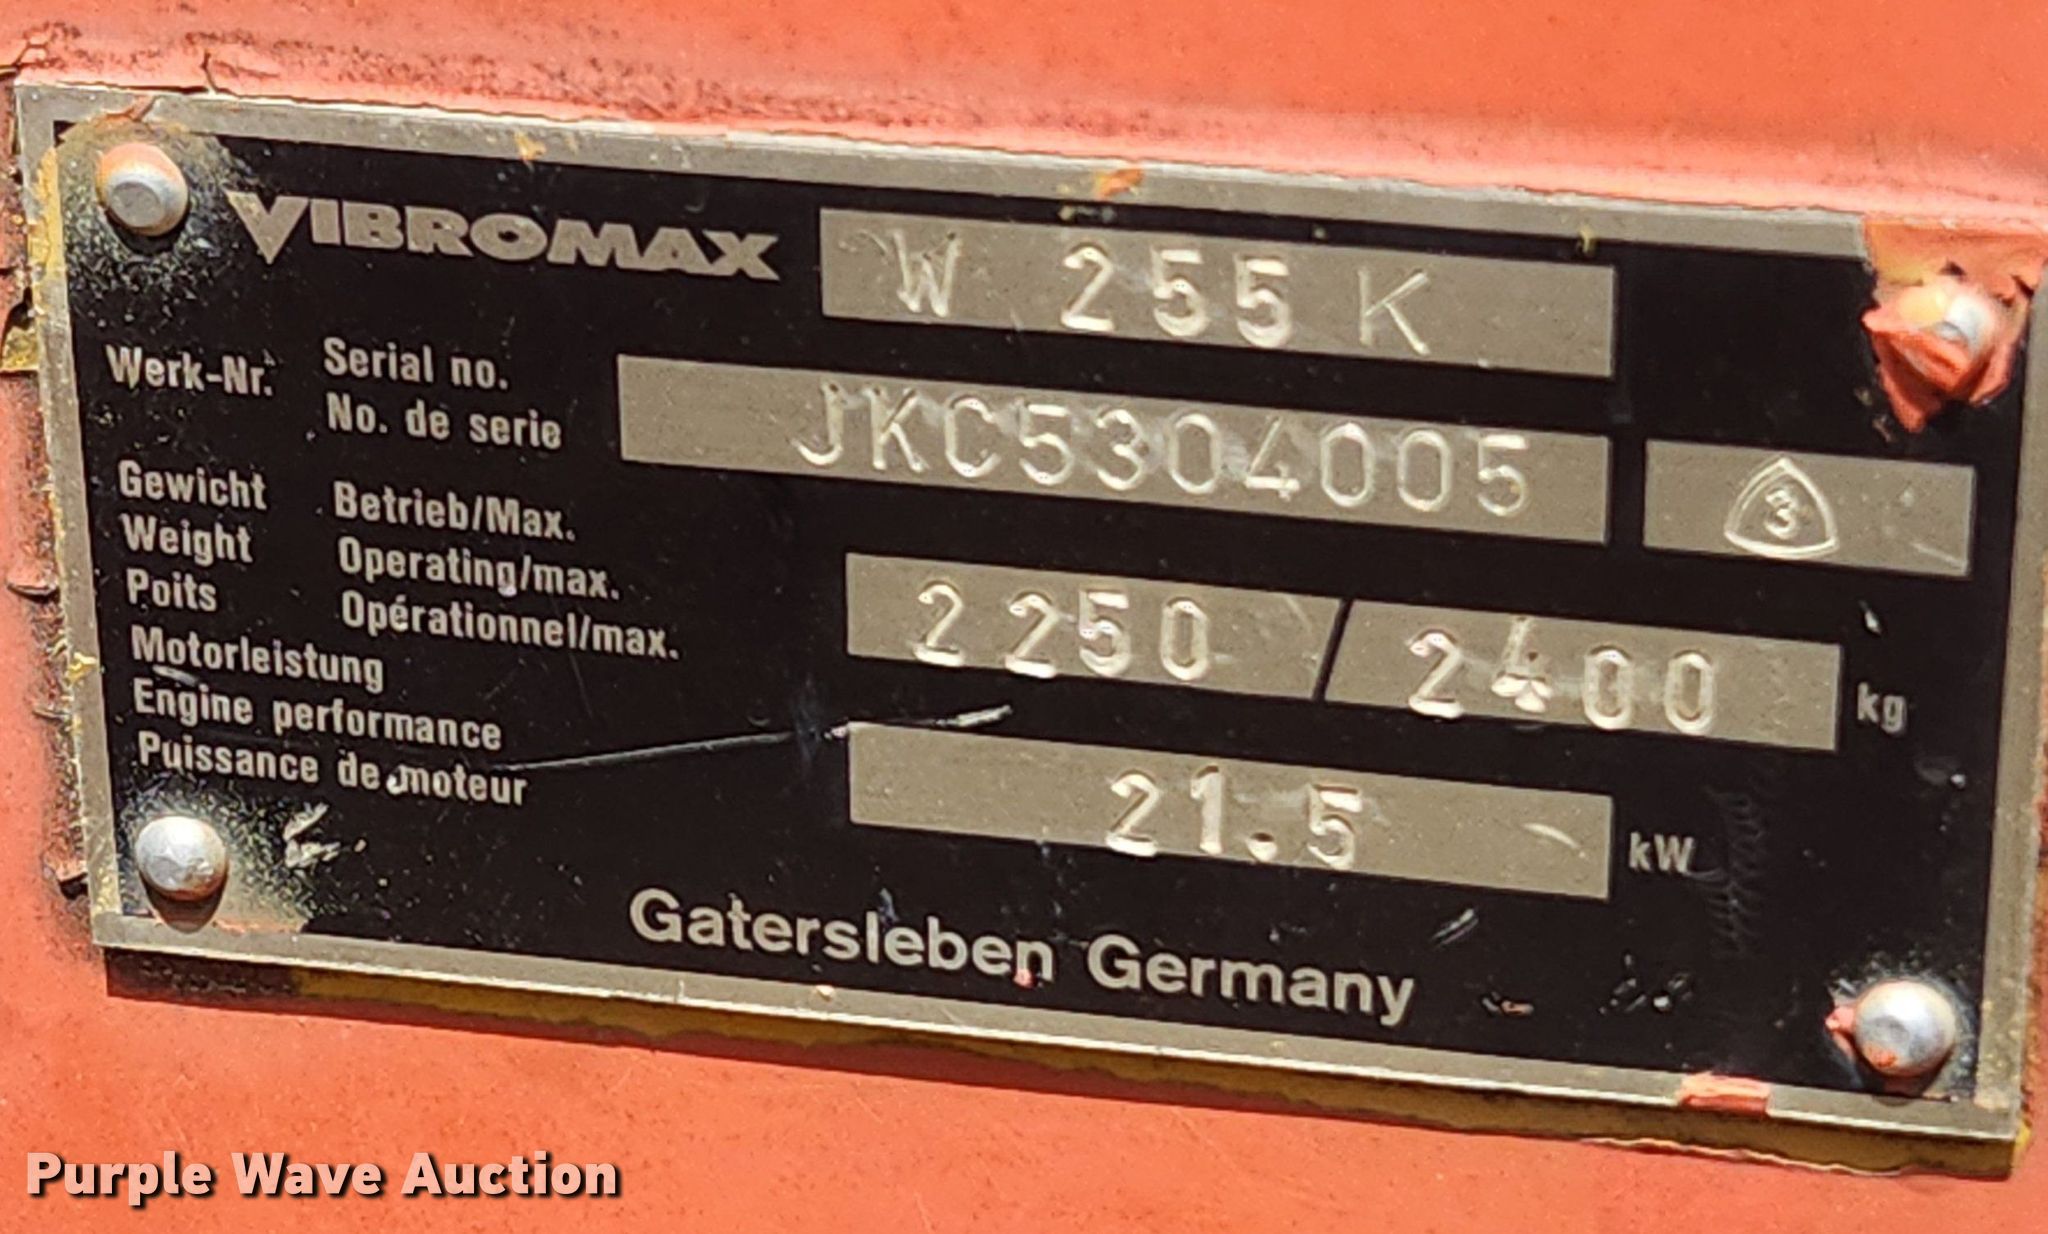 VIBROMAX W 255 K
Werk-Nr. Serial no.
No. de serie
JKC5304005 3
Gewicht Betrieb/Max.
Weight Operating/max.
Poits Opérationnel/max.
2250 / 2400 kg
Motorleistung
Engine performance
Puissance de moteur
21.5 kW
Gatersleben Germany
Purple Wave Auction